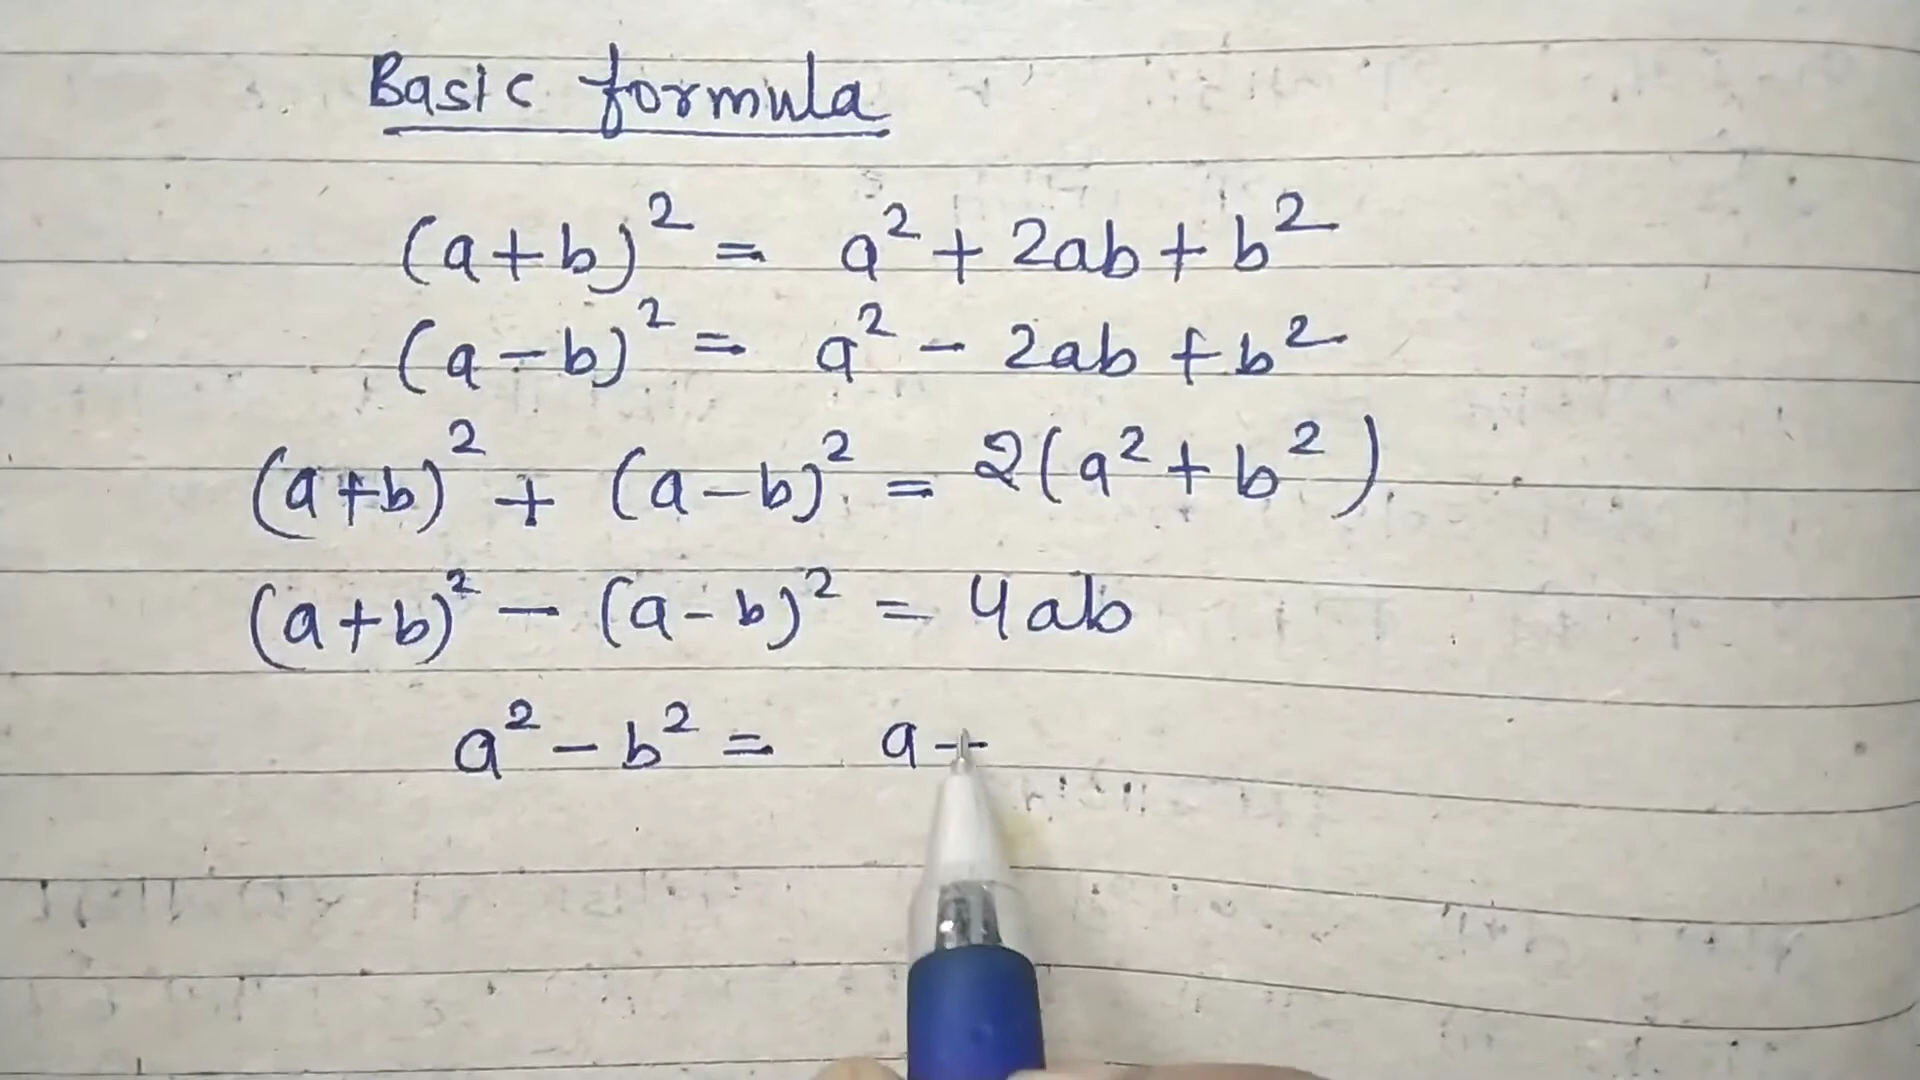 Basic formula
(a+b)² = a² + 2ab + b²
(a-b)² = a² - 2ab + b²
(a+b)² + (a-b)² = 2(a² + b²)
(a+b)² - (a-b)² = 4ab
a² - b² = a +